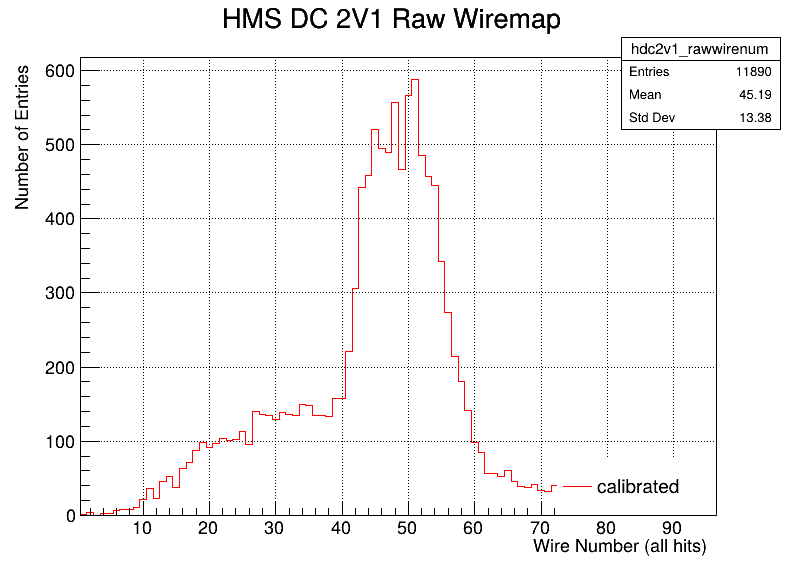 HMS DC 2V1 Raw Wiremap
hdc2v1_rawwirenum
Entries 11890
Mean 45.19
Std Dev 13.38
Number of Entries
600
500
400
300
200
100
0
calibrated
10 20 30 40 50 60 70 80 90
Wire Number (all hits)